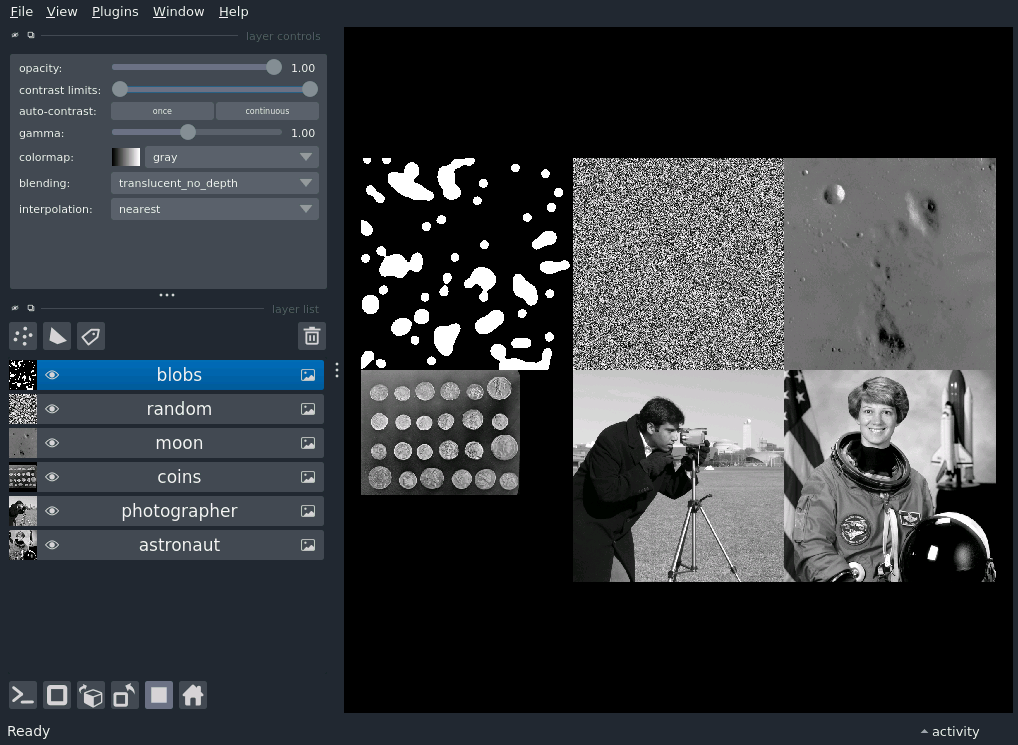 File View Plugins Window Help
layer controls
opacity: 1.00
contrast limits:
auto-contrast: once continuous
gamma: 1.00
colormap: gray
blending: translucent_no_depth
interpolation: nearest
layer list
blobs
random
moon
coins
photographer
astronaut
Ready
activity